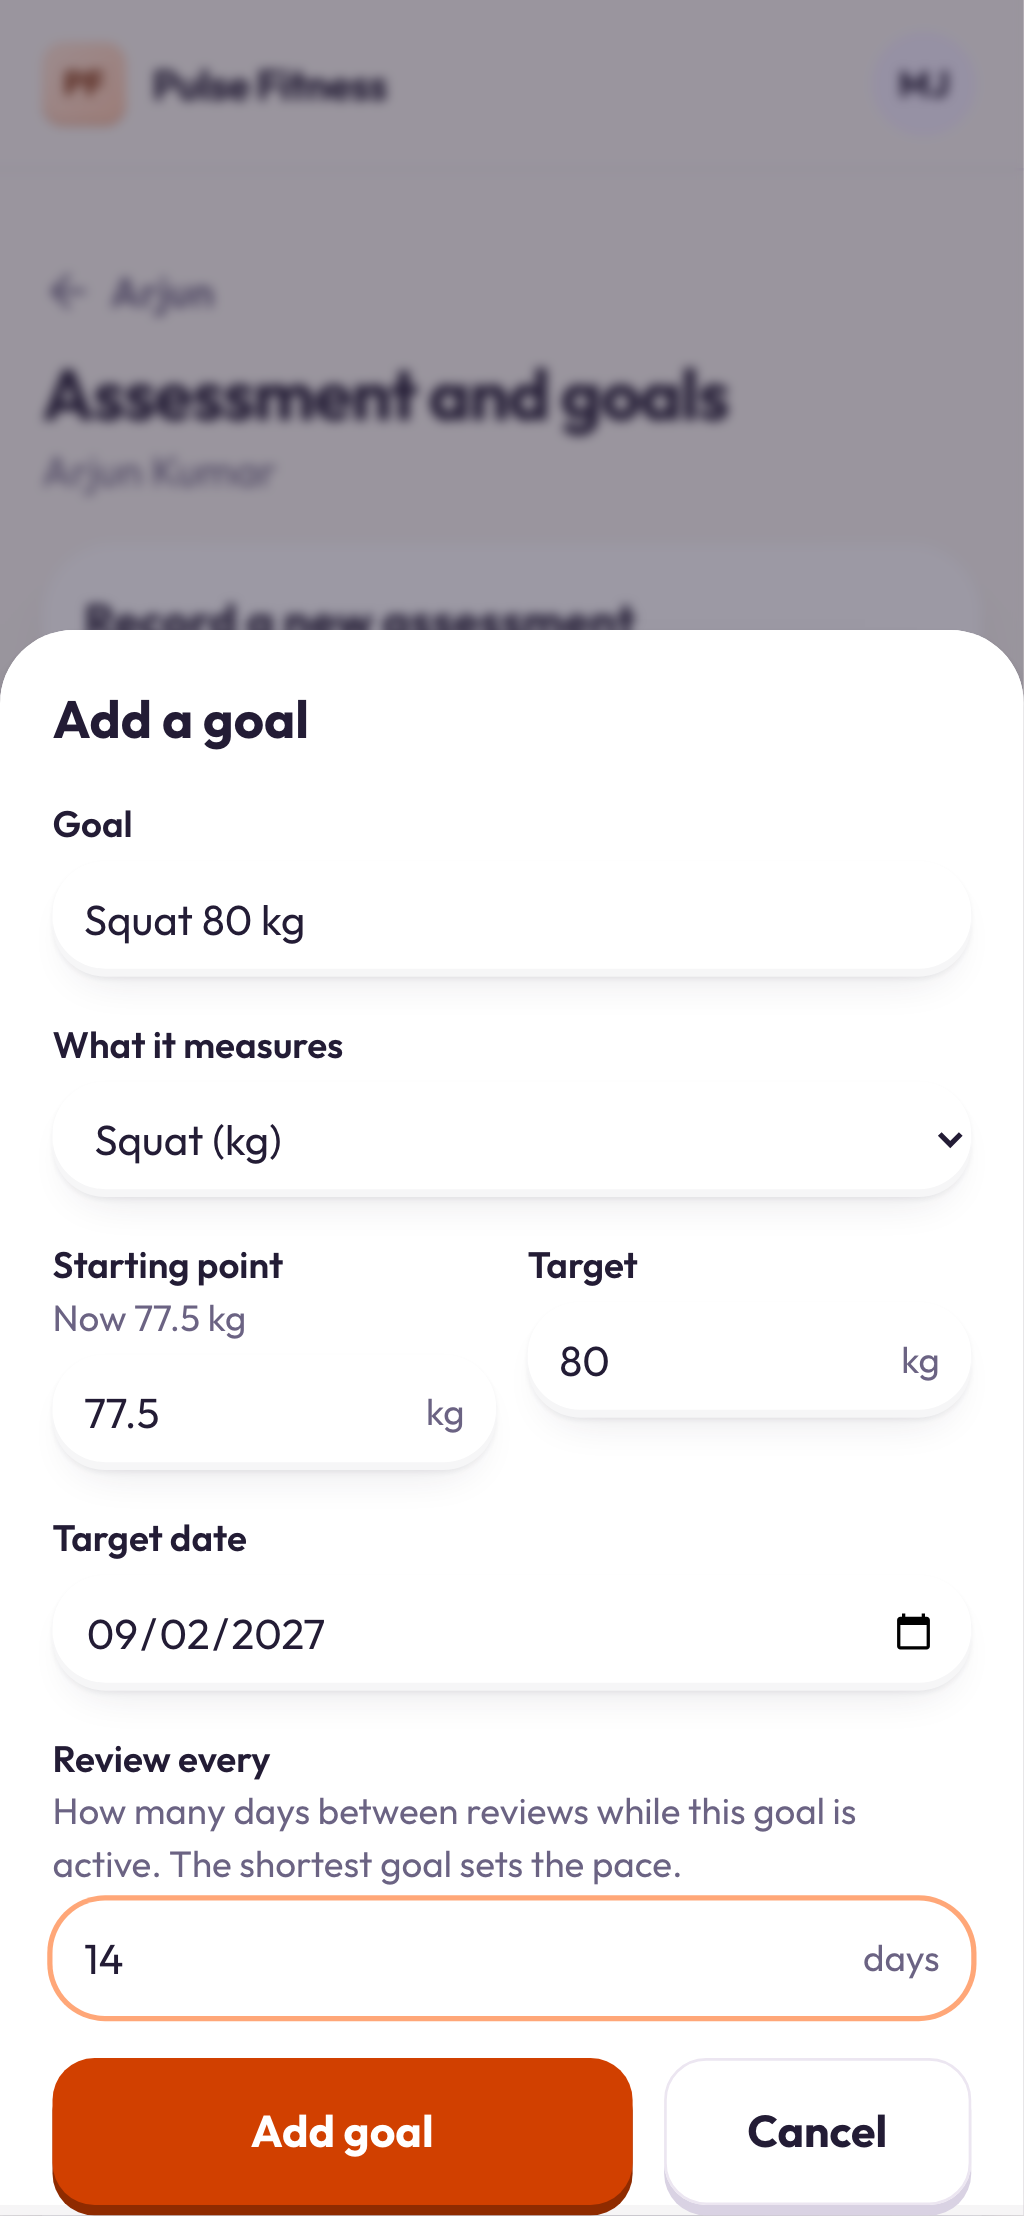 PF Pulse Fitness MJ
← Arjun
Assessment and goals
Arjun Kumar
Record a new assessment
Add a goal
Goal
Squat 80 kg
What it measures
Squat (kg)
Starting point
Now 77.5 kg
77.5 kg
Target
80 kg
Target date
09/02/2027
Review every
How many days between reviews while this goal is
active. The shortest goal sets the pace.
14 days
Add goal
Cancel